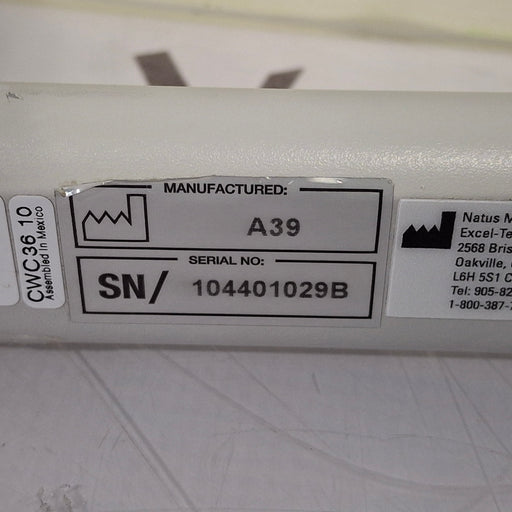 CWC36 10
Assembled in Mexico
MANUFACTURED:
A39
SERIAL NO:
SN/ 104401029B
Natus M
Excel-Te
2568 Bris
Oakville,
L6H 5S1 C
Tel: 905-82
1-800-387-7